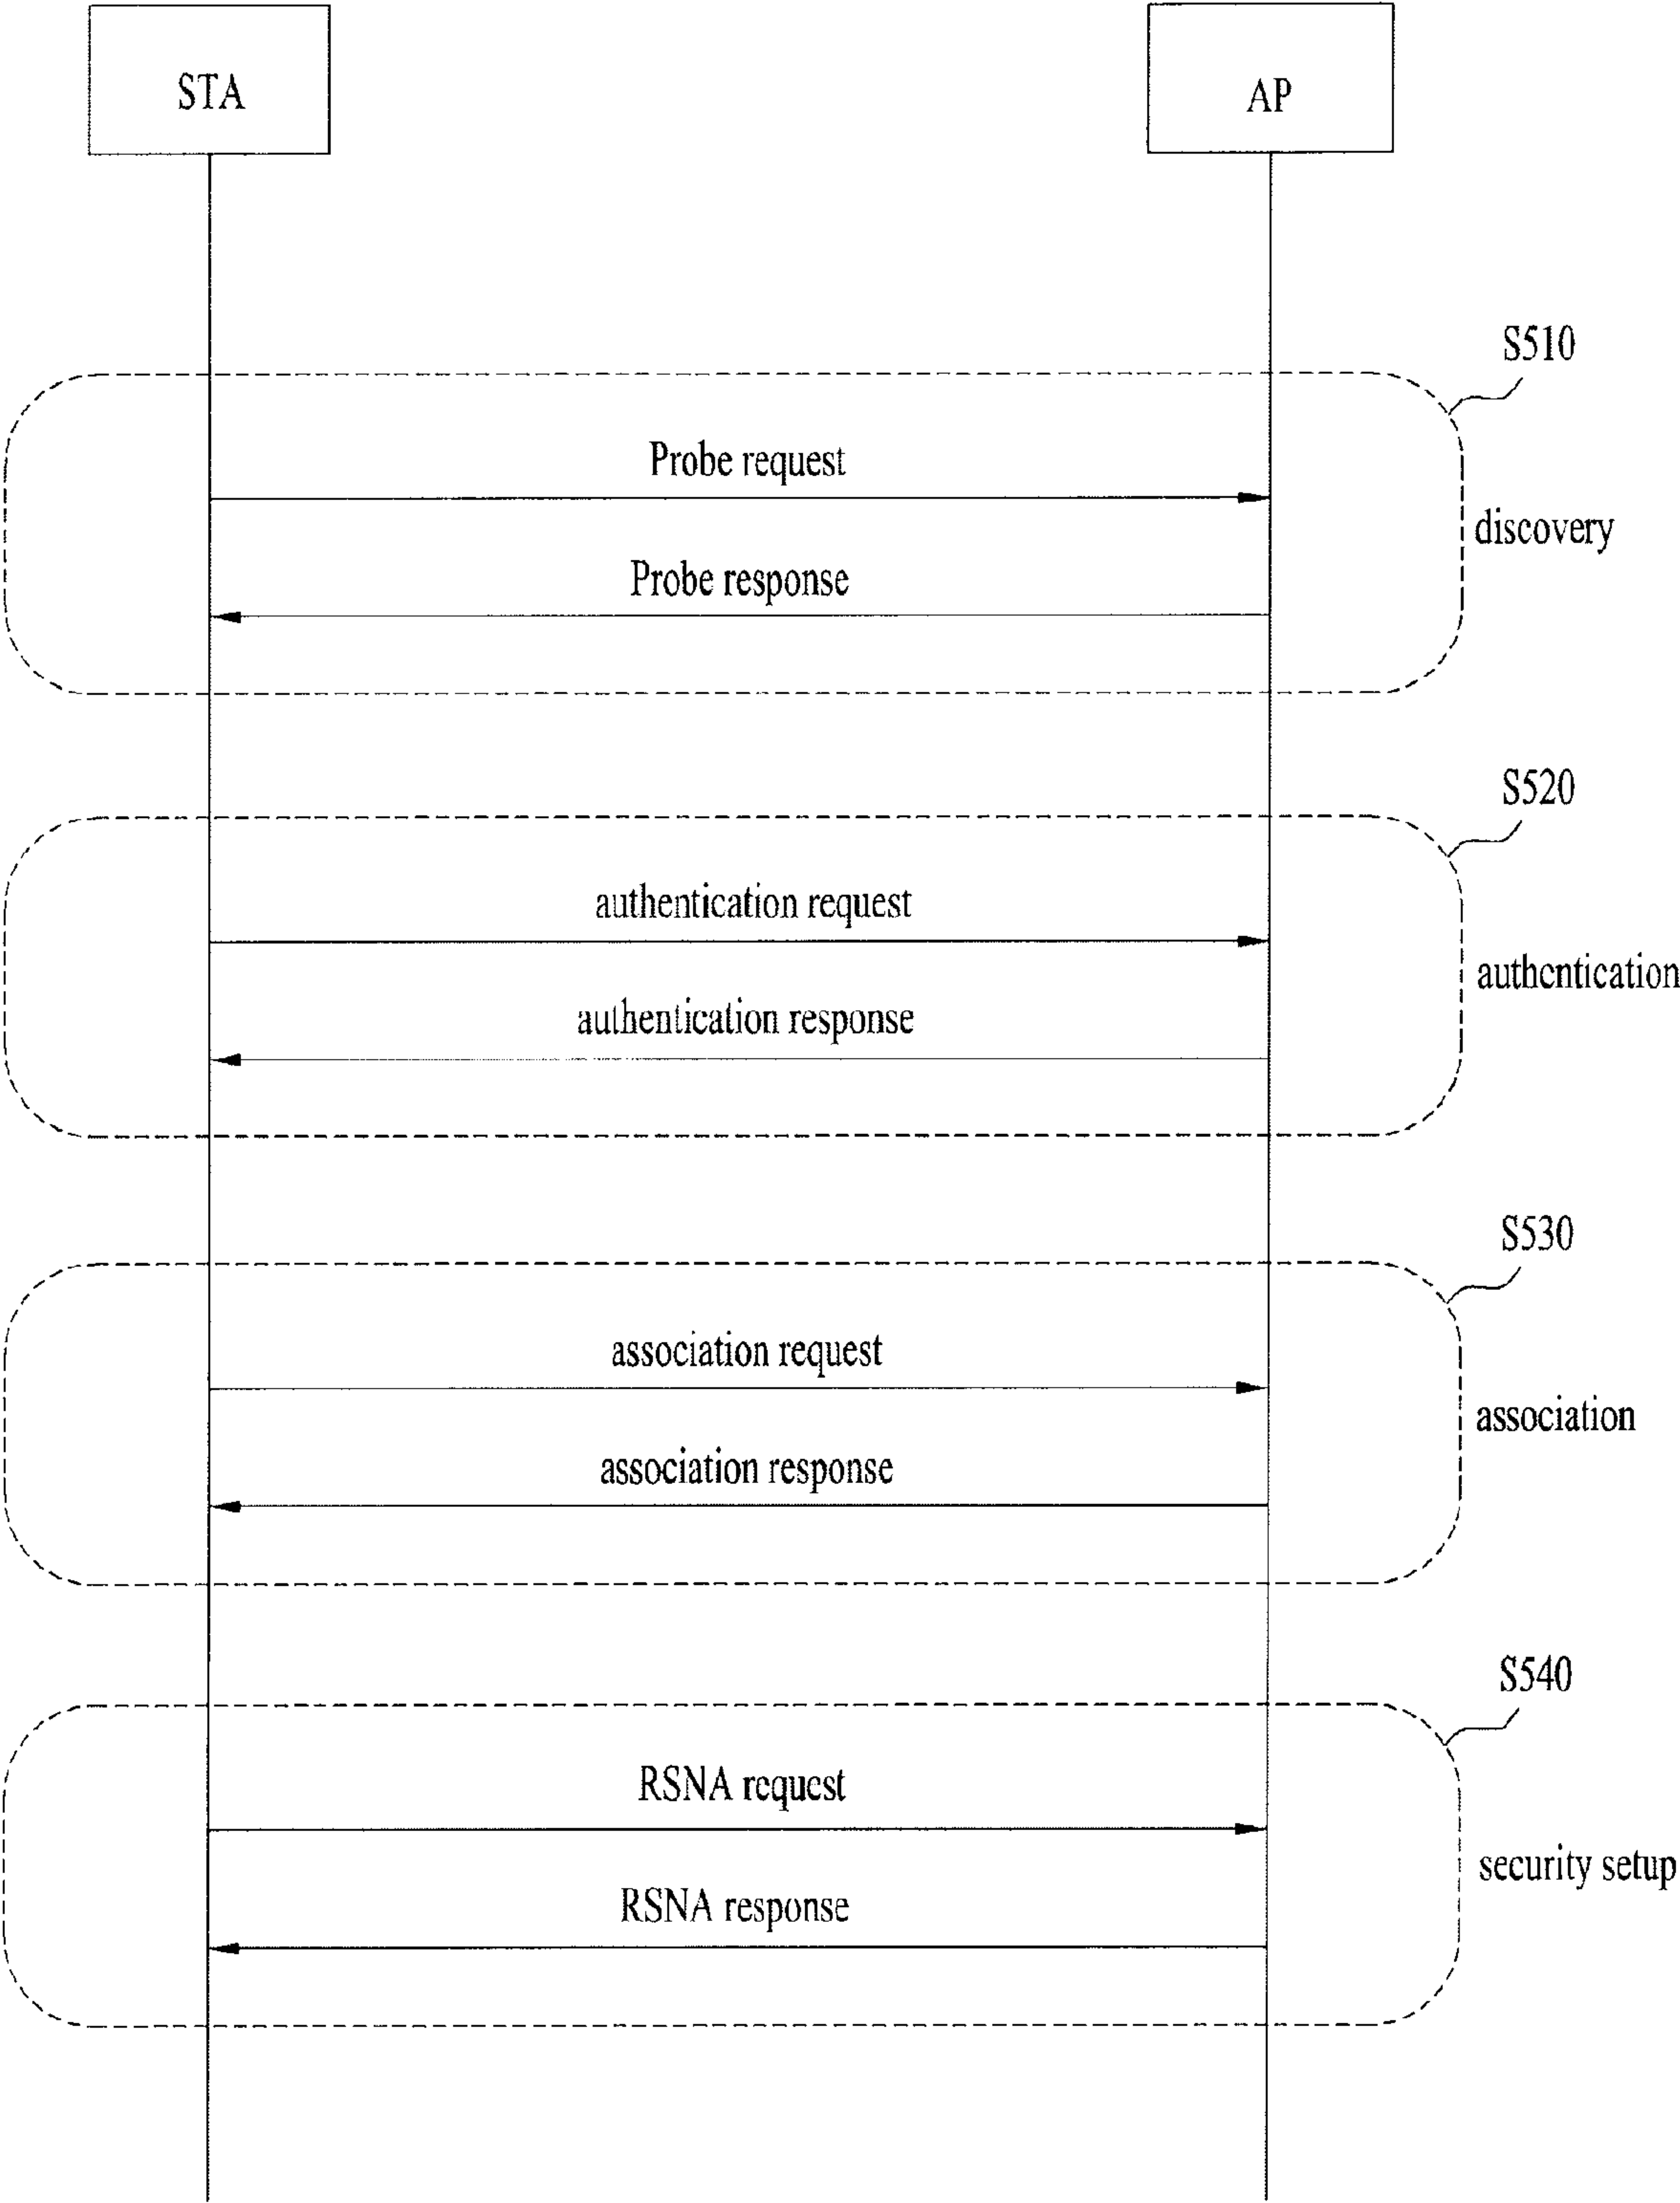 STA
AP
S510
Probe request
discovery
Probe response
S520
authentication request
authentication
authentication response
S530
association request
association
association response
S540
RSNA request
security setup
RSNA response